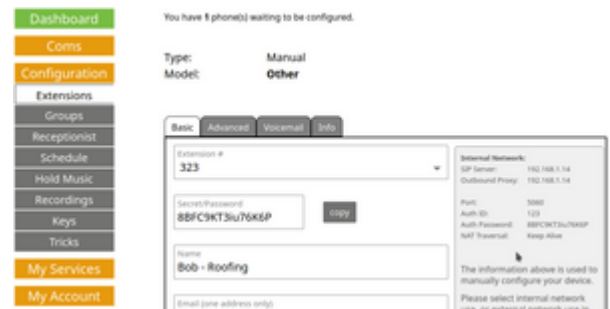 Dashboard
Coms
Configuration
Extensions
Groups
Receptionist
Schedule
Hold Music
Recordings
Keys
Tricks
My Services
My Account
You have 1 phone(s) waiting to be configured.
Type: Manual
Model: Other
Basic Advanced Voicemail Info
Extension #
323
Secret/Password
8BFC9KT3iu76K6P
copy
Name
Bob - Roofing
Email (one address only)
Internal Network:
SIP Server: 192.168.1.14
Outbound Proxy: 192.168.1.14
Port: 5060
Auth ID: 123
Auth Password: 8BFC9KT3iu76K6P
NAT Traversal: Keep Alive
The information above is used to
manually configure your device.
Please select internal network